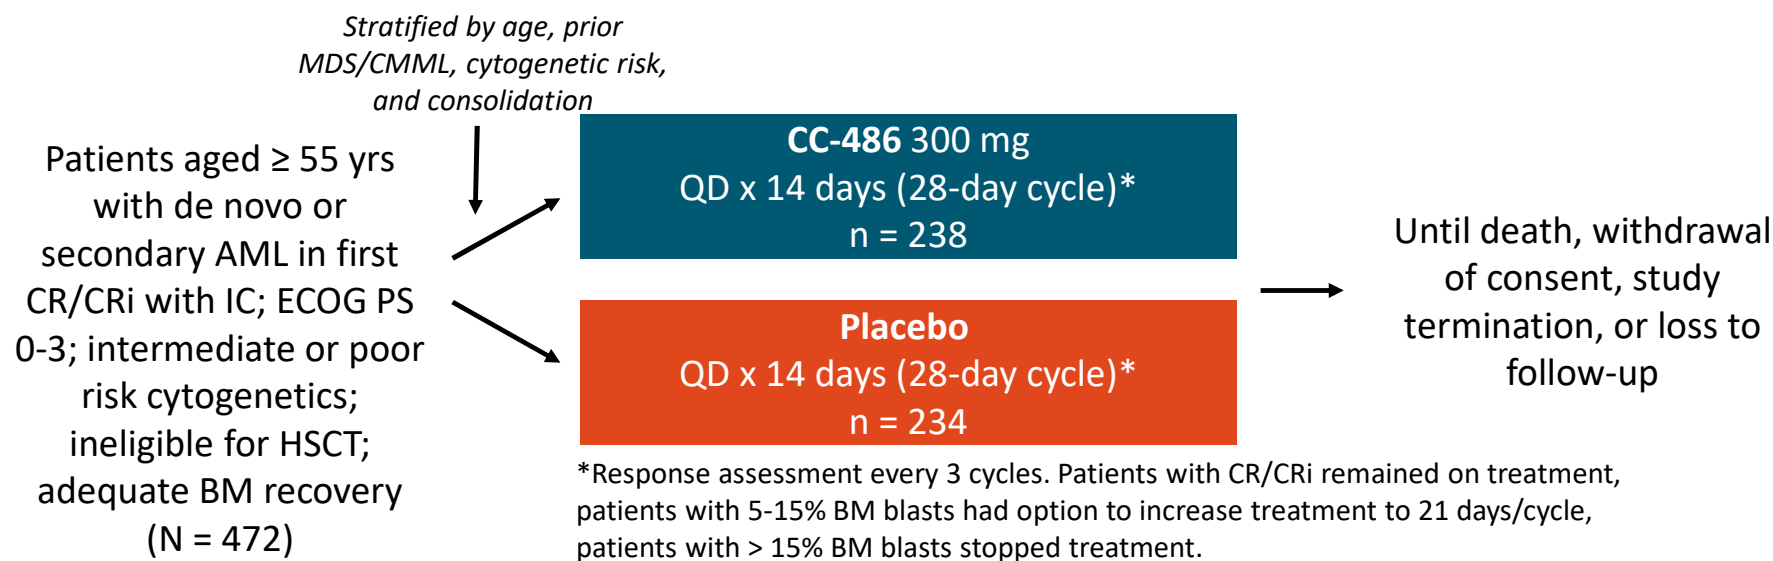 Stratified by age, prior
MDS/CMML, cytogenetic risk,
and consolidation
Patients aged ≥ 55 yrs
with de novo or
secondary AML in first
CR/CRi with IC; ECOG PS
0-3; intermediate or poor
risk cytogenetics;
ineligible for HSCT;
adequate BM recovery
(N = 472)
CC-486 300 mg
QD x 14 days (28-day cycle)*
n = 238
Placebo
QD x 14 days (28-day cycle)*
n = 234
Until death, withdrawal
of consent, study
termination, or loss to
follow-up
*Response assessment every 3 cycles. Patients with CR/CRi remained on treatment,
patients with 5-15% BM blasts had option to increase treatment to 21 days/cycle,
patients with > 15% BM blasts stopped treatment.